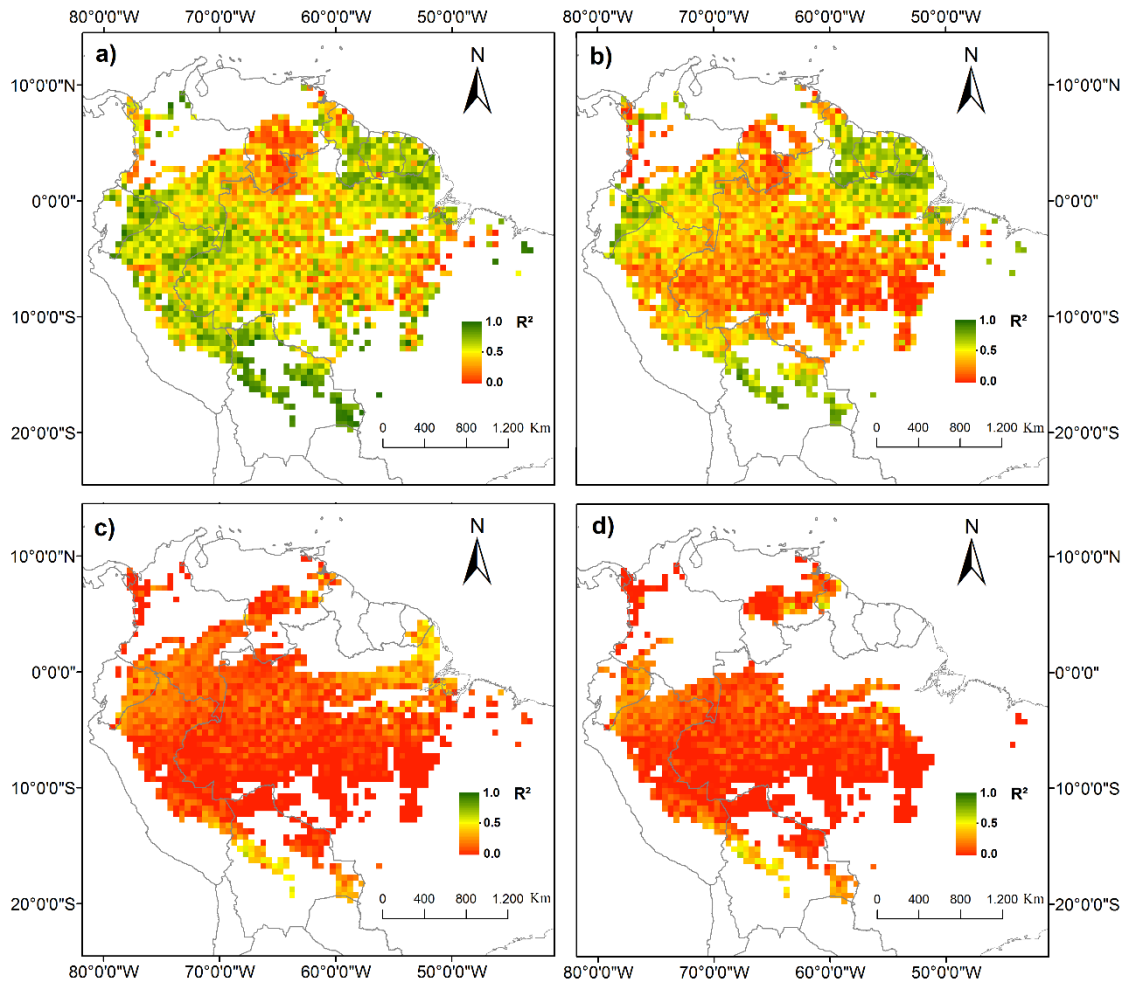 80°0'0"W 70°0'0"W 60°0'0"W 50°0'0"W 80°0'0"W 70°0'0"W 60°0'0"W 50°0'0"W
a) N b) N
10°0'0"N 10°0'0"N
0°0'0" 0°0'0"
10°0'0"S 10°0'0"S
R² R²
1.0 1.0
0.5 0.5
0.0 0.0
0 400 800 1.200 Km 0 400 800 1.200 Km
20°0'0"S 20°0'0"S
c) N d) N
10°0'0"N 10°0'0"N
0°0'0" 0°0'0"
10°0'0"S 10°0'0"S
1.0 R² 1.0 R²
0.5 0.5
0.0 0.0
0 400 800 1.200 Km 0 400 800 1.200 Km
20°0'0"S 20°0'0"S
80°0'0"W 70°0'0"W 60°0'0"W 50°0'0"W 80°0'0"W 70°0'0"W 60°0'0"W 50°0'0"W